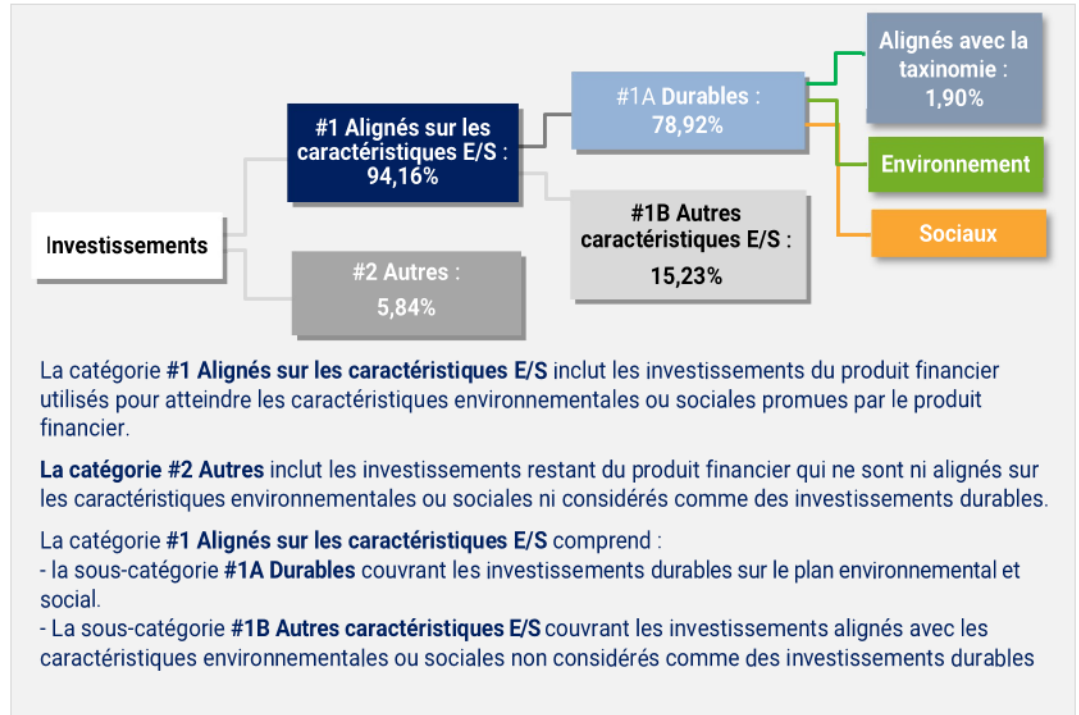 Investissements
#1 Alignés sur les
caractéristiques E/S :
94,16%
#2 Autres :
5,84%
#1A Durables :
78,92%
#1B Autres
caractéristiques E/S :
15,23%
Alignés avec la
taxinomie :
1,90%
Environnement
Sociaux
La catégorie #1 Alignés sur les caractéristiques E/S inclut les investissements du produit financier
utilisés pour atteindre les caractéristiques environnementales ou sociales promues par le produit
financier.
La catégorie #2 Autres inclut les investissements restant du produit financier qui ne sont ni alignés sur
les caractéristiques environnementales ou sociales ni considérés comme des investissements durables.
La catégorie #1 Alignés sur les caractéristiques E/S comprend :
- la sous-catégorie #1A Durables couvrant les investissements durables sur le plan environnemental et
social.
- La sous-catégorie #1B Autres caractéristiques E/S couvrant les investissements alignés avec les
caractéristiques environnementales ou sociales non considérés comme des investissements durables